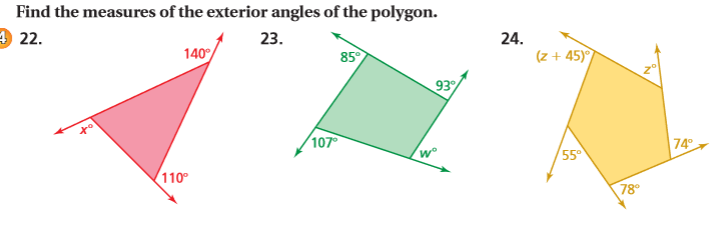 Find the measures of the exterior angles of the polygon.
4 22.
140°
x°
110°
23.
85°
93°
107°
w°
24.
(z + 45)°
z°
74°
55°
78°